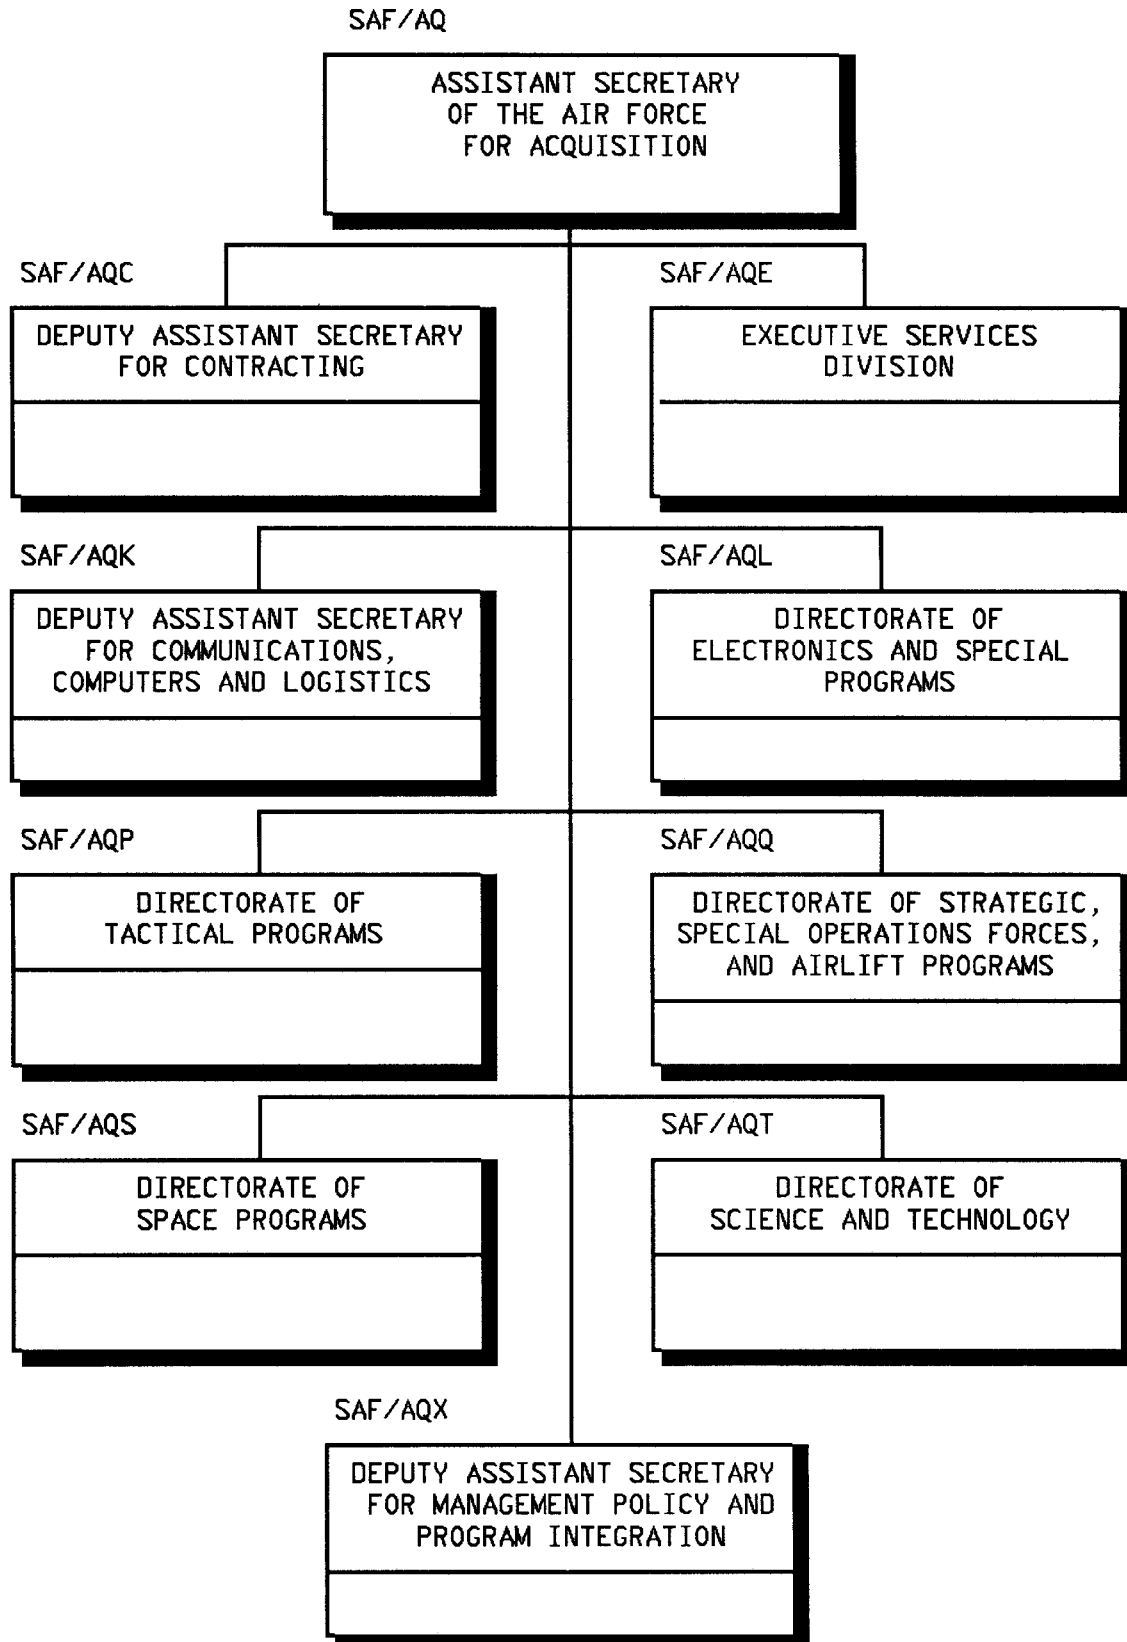 SAF/AQ
ASSISTANT SECRETARY
OF THE AIR FORCE
FOR ACQUISITION
SAF/AQC
DEPUTY ASSISTANT SECRETARY
FOR CONTRACTING
SAF/AQE
EXECUTIVE SERVICES
DIVISION
SAF/AQK
DEPUTY ASSISTANT SECRETARY
FOR COMMUNICATIONS,
COMPUTERS AND LOGISTICS
SAF/AQL
DIRECTORATE OF
ELECTRONICS AND SPECIAL
PROGRAMS
SAF/AQP
DIRECTORATE OF
TACTICAL PROGRAMS
SAF/AQQ
DIRECTORATE OF STRATEGIC,
SPECIAL OPERATIONS FORCES,
AND AIRLIFT PROGRAMS
SAF/AQS
DIRECTORATE OF
SPACE PROGRAMS
SAF/AQT
DIRECTORATE OF
SCIENCE AND TECHNOLOGY
SAF/AQX
DEPUTY ASSISTANT SECRETARY
FOR MANAGEMENT POLICY AND
PROGRAM INTEGRATION